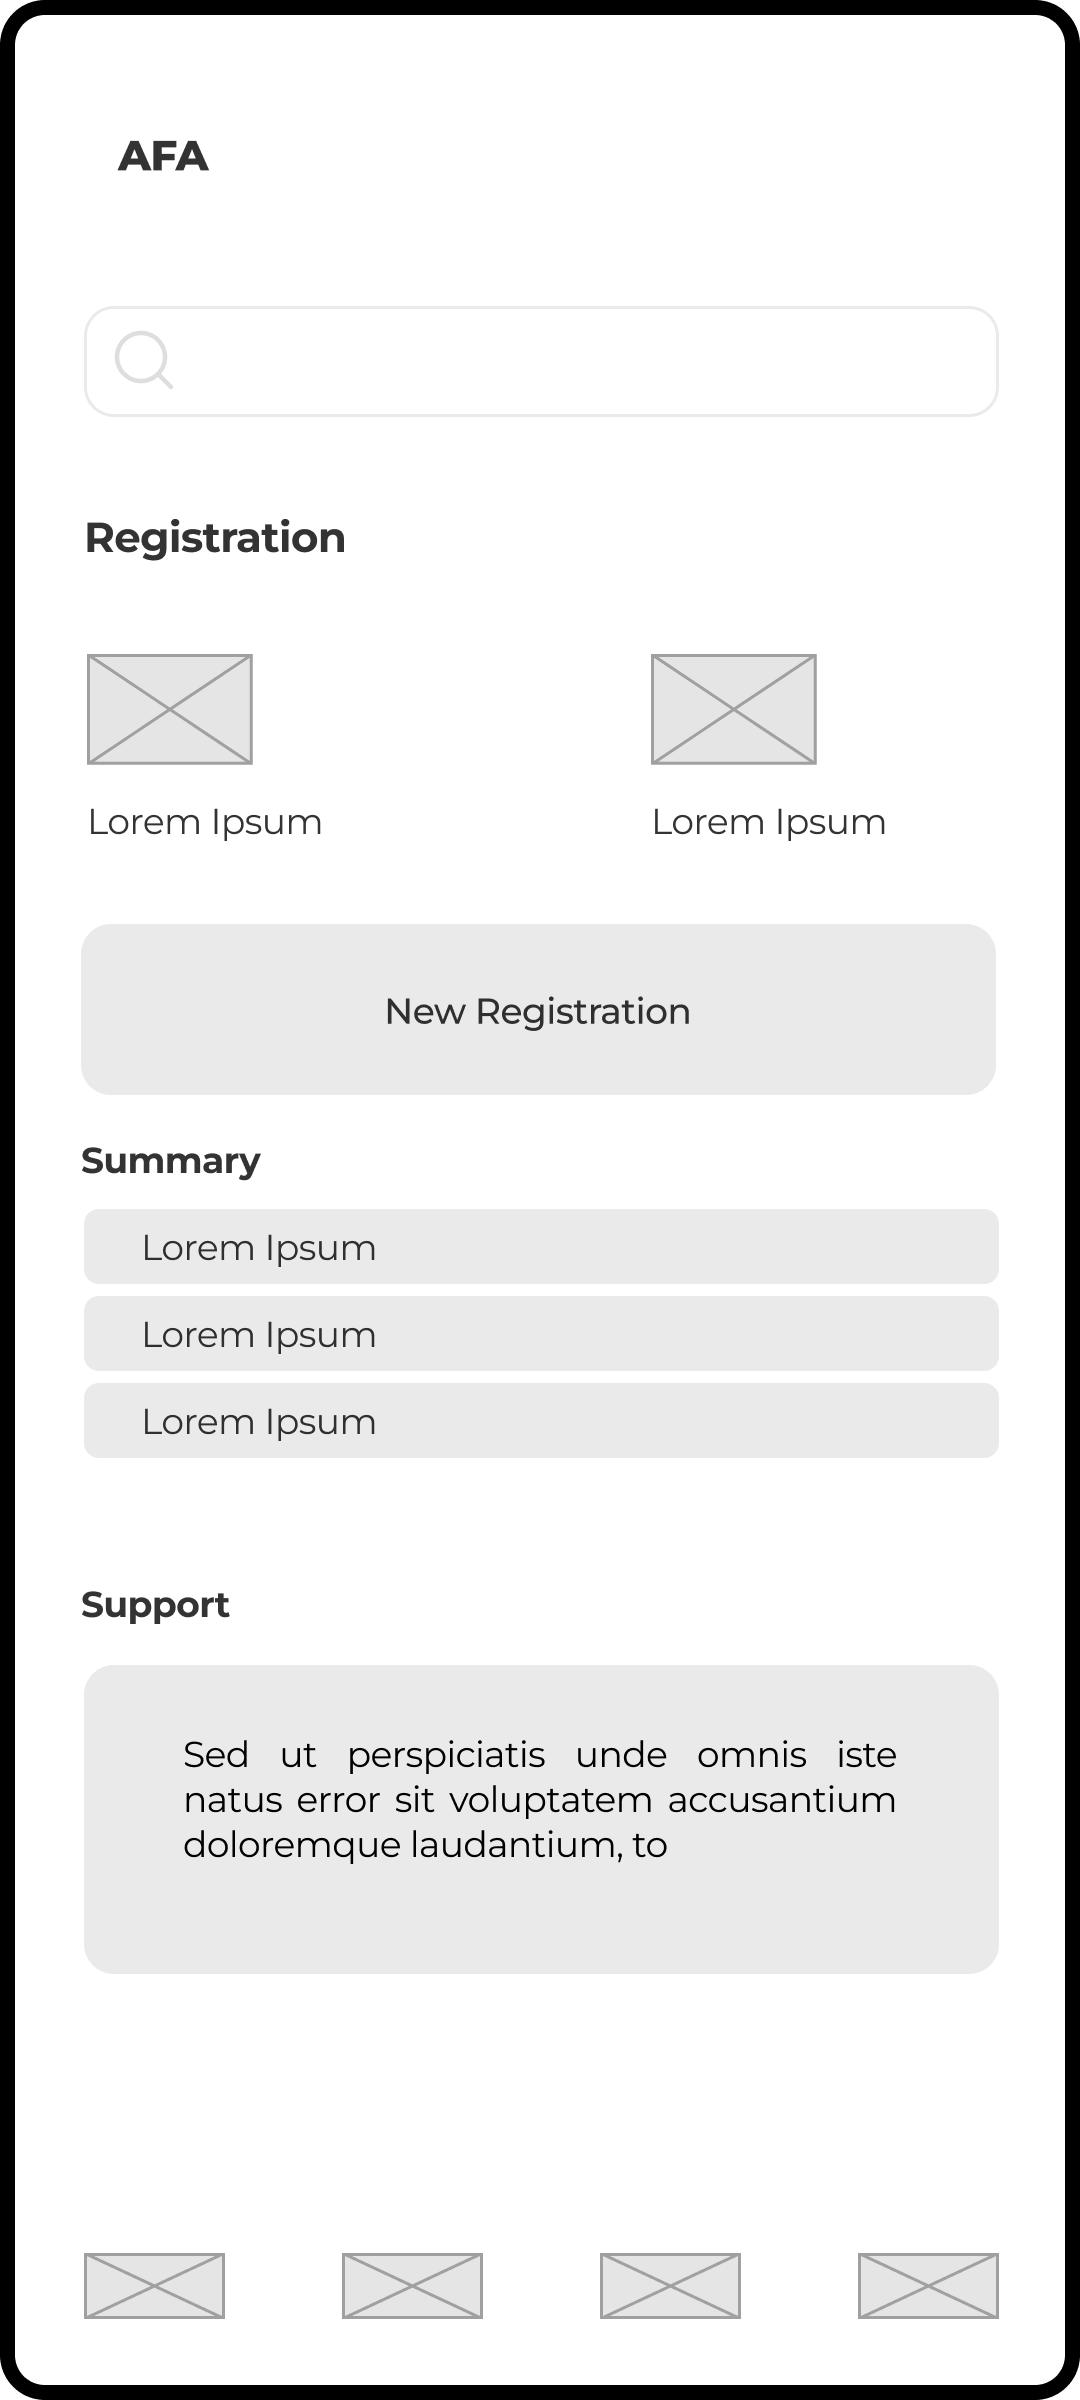 AFA
Registration
Lorem Ipsum
Lorem Ipsum
New Registration
Summary
Lorem Ipsum
Lorem Ipsum
Lorem Ipsum
Support
Sed ut perspiciatis unde omnis iste
natus error sit voluptatem accusantium
doloremque laudantium, to